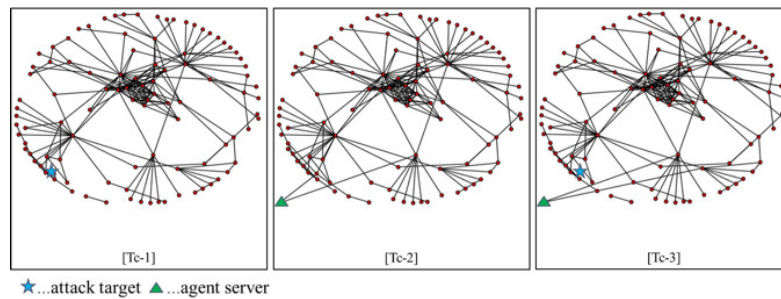 [Tc-1] [Tc-2] [Tc-3]
...attack target ...agent server